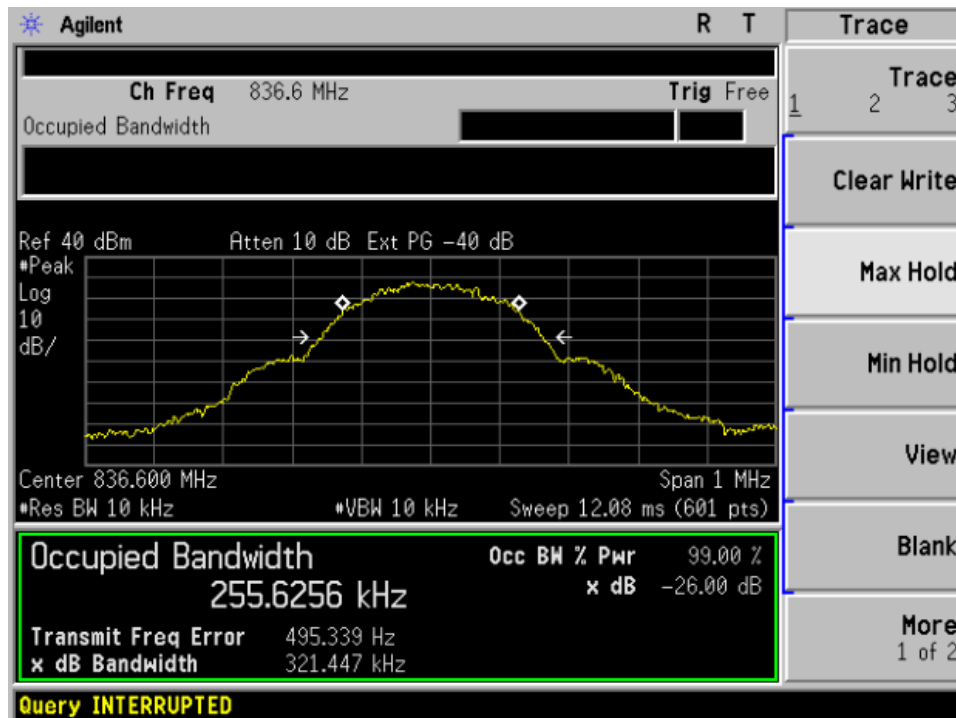 Agilent R T Trace
Ch Freq 836.6 MHz Trig Free
Occupied Bandwidth
Trace
1 2 3
Clear Write
Max Hold
Min Hold
View
Blank
More
1 of 2
Ref 40 dBm Atten 10 dB Ext PG -40 dB
#Peak
Log
10
dB/
Center 836.600 MHz Span 1 MHz
#Res BW 10 kHz #VBW 10 kHz Sweep 12.08 ms (601 pts)
Occupied Bandwidth Occ BW % Pwr 99.00 %
255.6256 kHz x dB -26.00 dB
Transmit Freq Error 495.339 Hz
x dB Bandwidth 321.447 kHz
Query INTERRUPTED